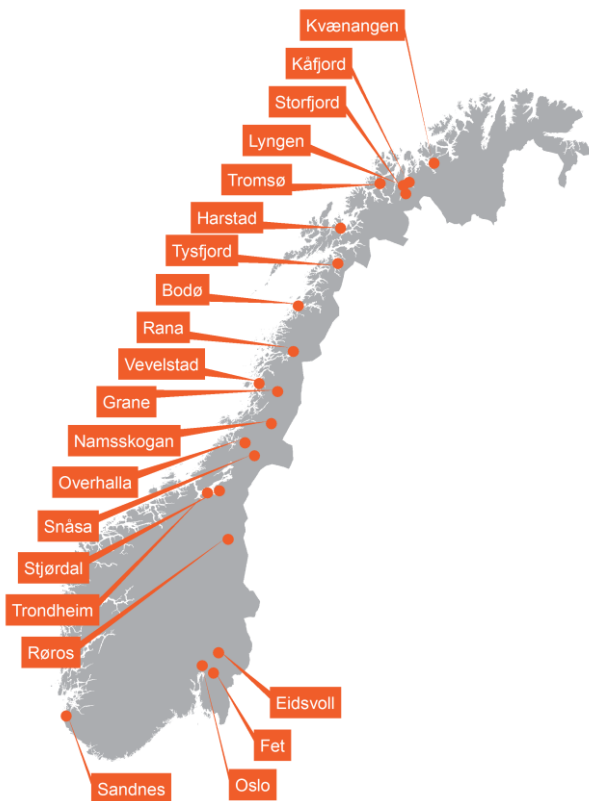 Kvænangen
Kåfjord
Storfjord
Lyngen
Tromsø
Harstad
Tysfjord
Bodø
Rana
Vevelstad
Grane
Namsskogan
Overhalla
Snåsa
Stjørdal
Trondheim
Røros
Eidsvoll
Fet
Oslo
Sandnes